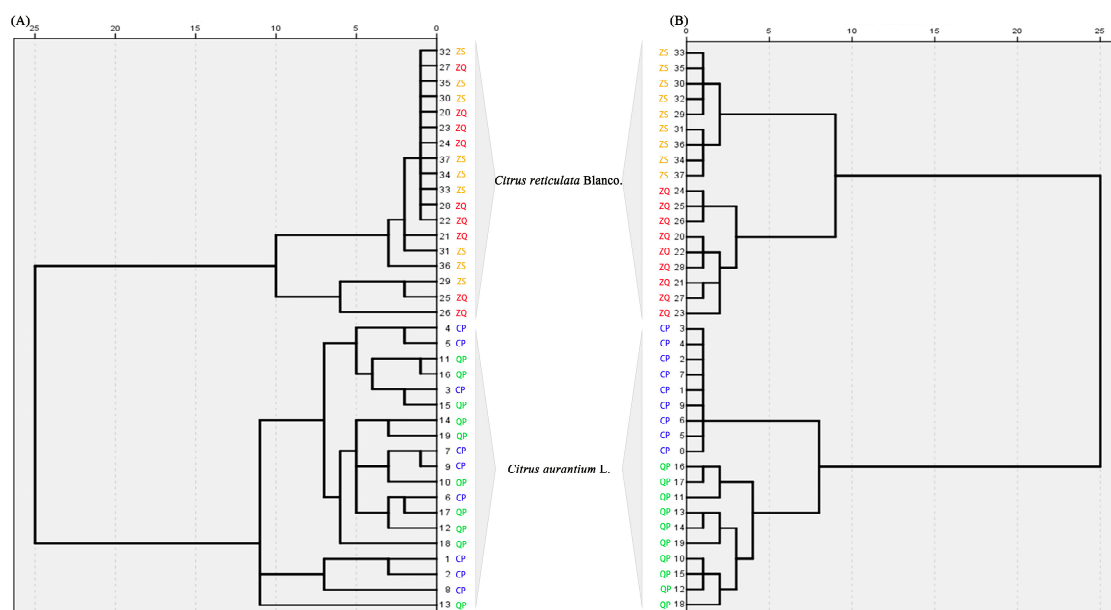 (A)
25 20 15 10 5 0
32 ZS
27 ZQ
35 ZS
30 ZS
20 ZQ
23 ZQ
24 ZQ
37 ZS
34 ZS
33 ZS
20 ZQ
22 ZQ
21 ZQ
31 ZS
36 ZS
29 ZS
25 ZQ
26 ZQ
4 CP
5 CP
11 QP
16 QP
3 CP
15 QP
14 QP
19 QP
7 CP
9 CP
10 QP
6 CP
17 QP
12 QP
18 QP
1 CP
2 CP
8 CP
13 QP
Citrus reticulata Blanco.
Citrus aurantium L.
(B)
0 5 10 15 20 25
ZS 33
ZS 35
ZS 30
ZS 32
ZS 29
ZS 31
ZS 36
ZS 34
ZS 37
ZQ 24
ZQ 25
ZQ 26
ZQ 20
ZQ 22
ZQ 28
ZQ 21
ZQ 27
ZQ 23
CP 3
CP 4
CP 2
CP 7
CP 1
CP 9
CP 6
CP 5
CP 8
QP 16
QP 17
QP 11
QP 13
QP 14
QP 19
QP 10
QP 15
QP 12
QP 18